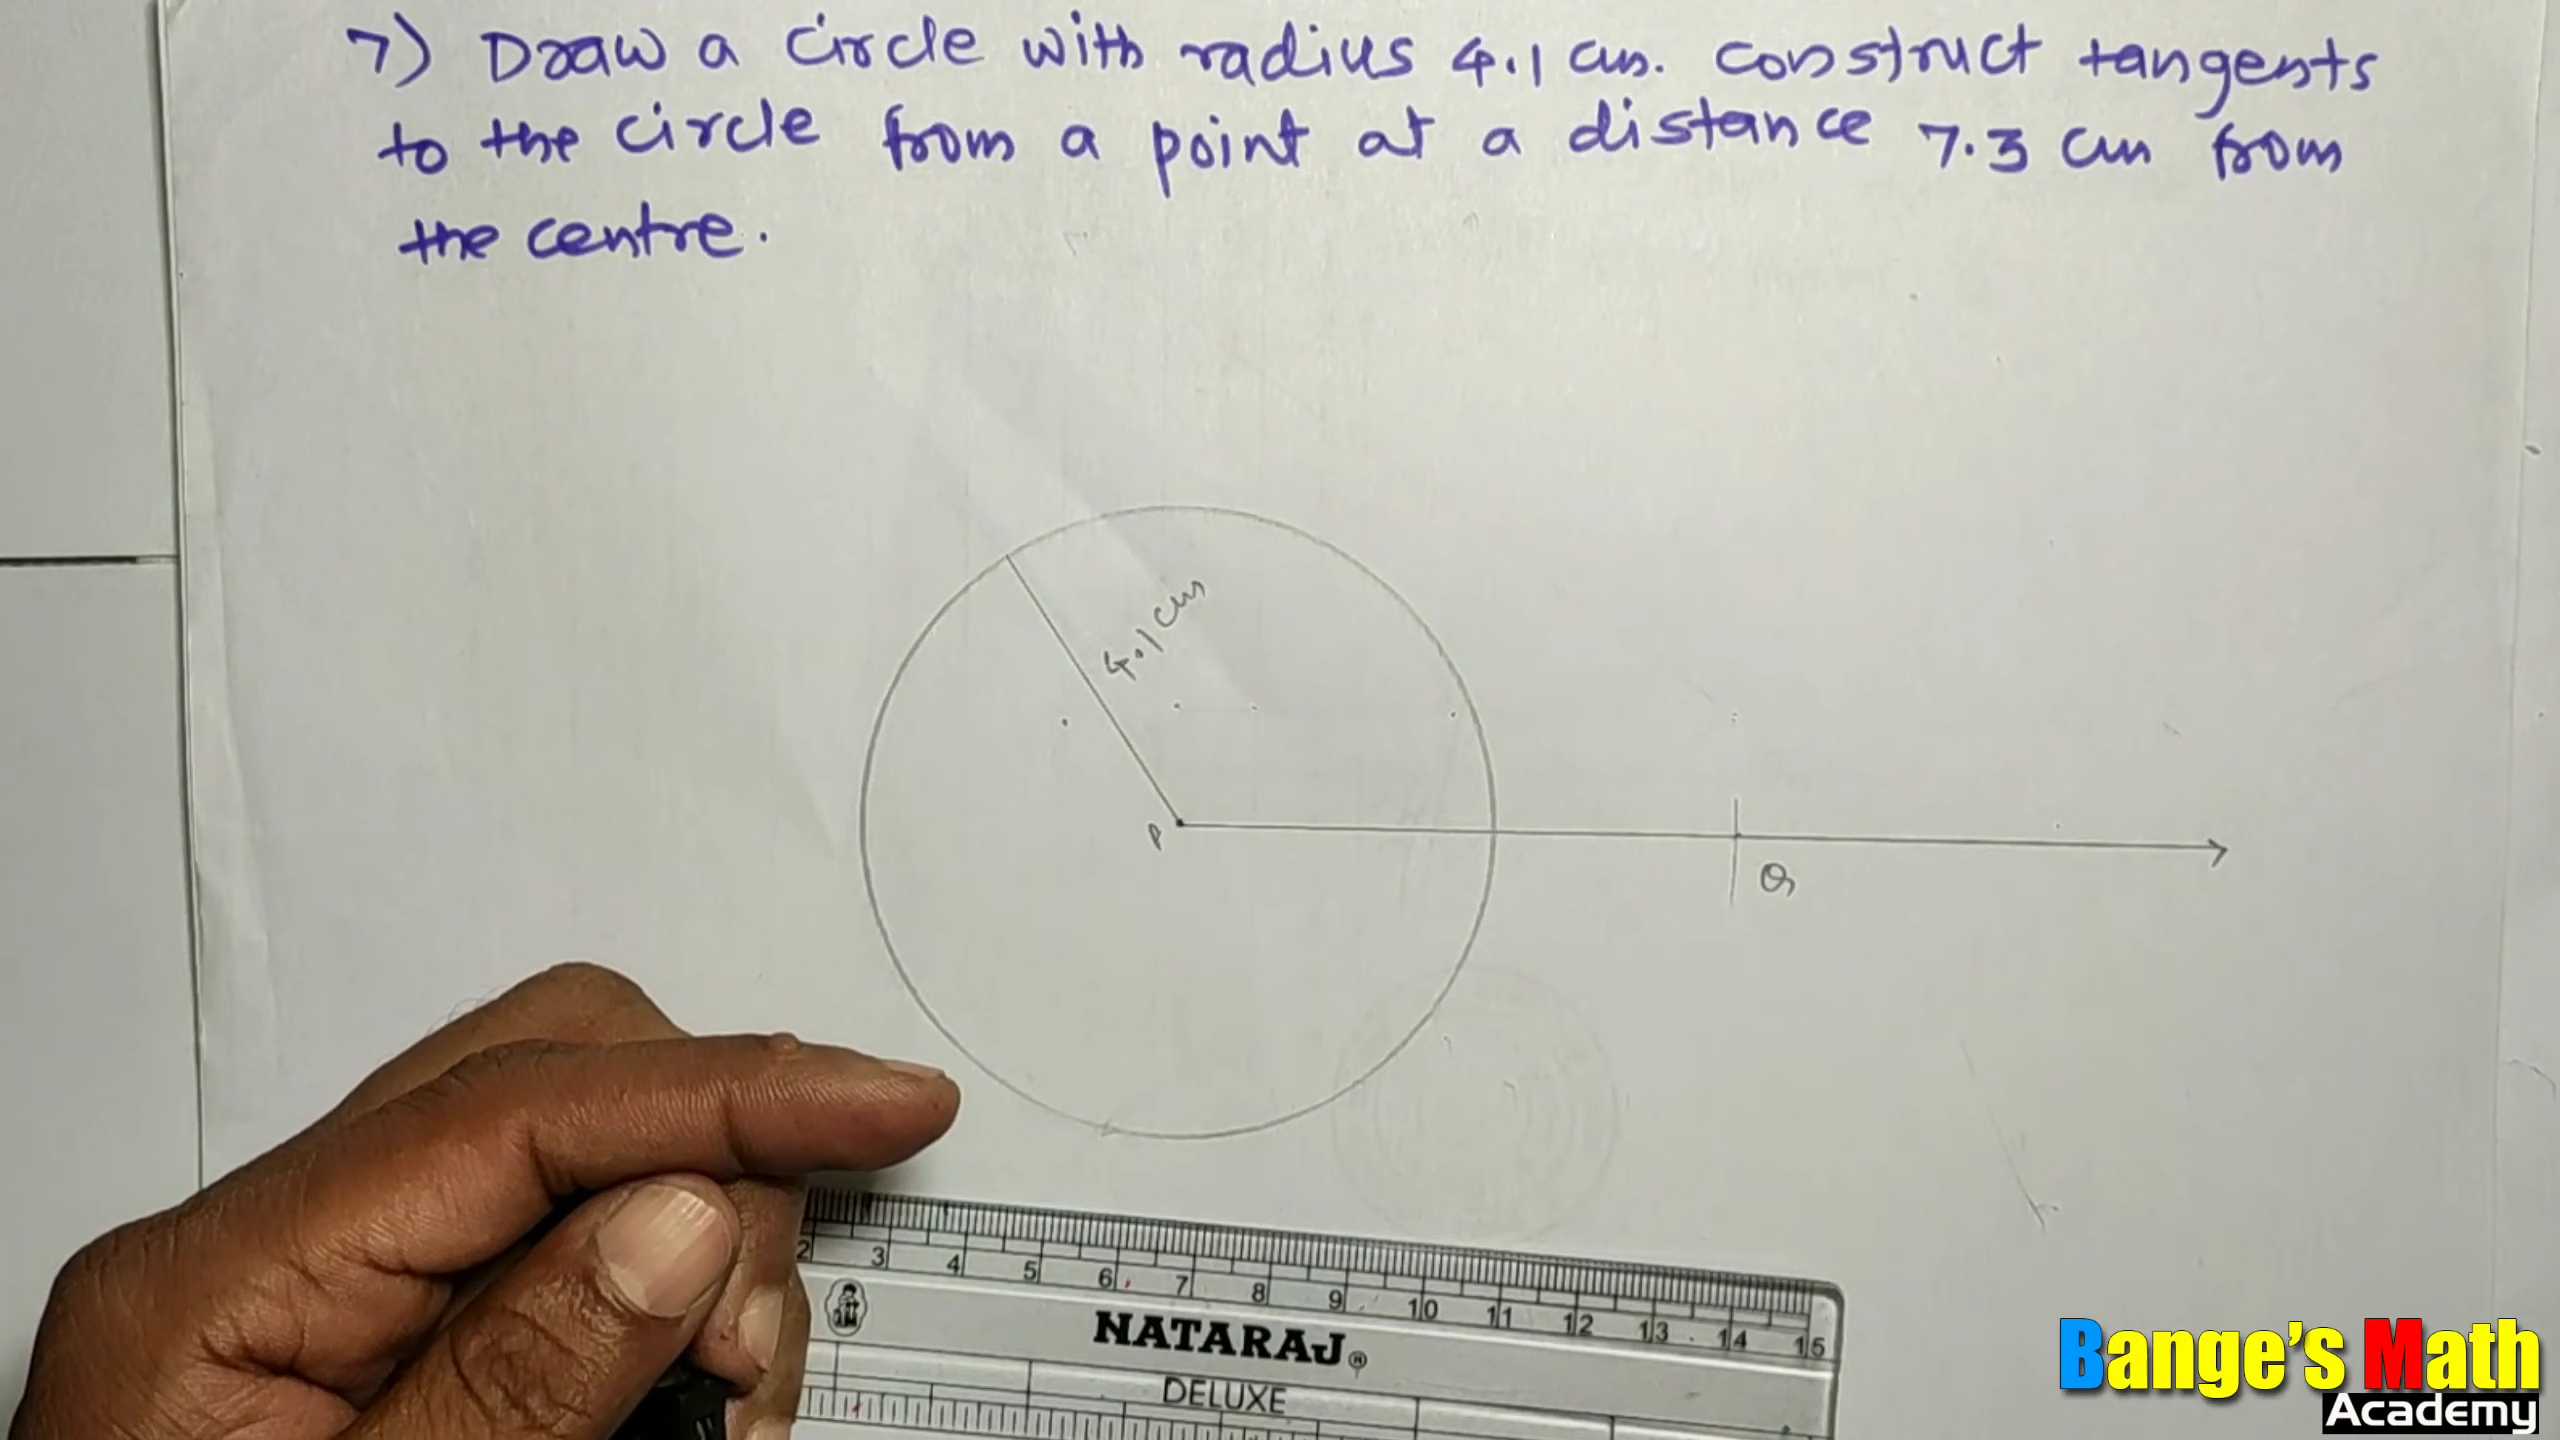 7) Draw a circle with radius 4.1 cm. construct tangents
to the circle from a point at a distance 7.3 cm from
the centre.
4.1 cm
P
Q
2 3 4 5 6 7 8 9 10 11 12 13 14 15
NATARAJ®
DELUXE
Bange's Math
Academy